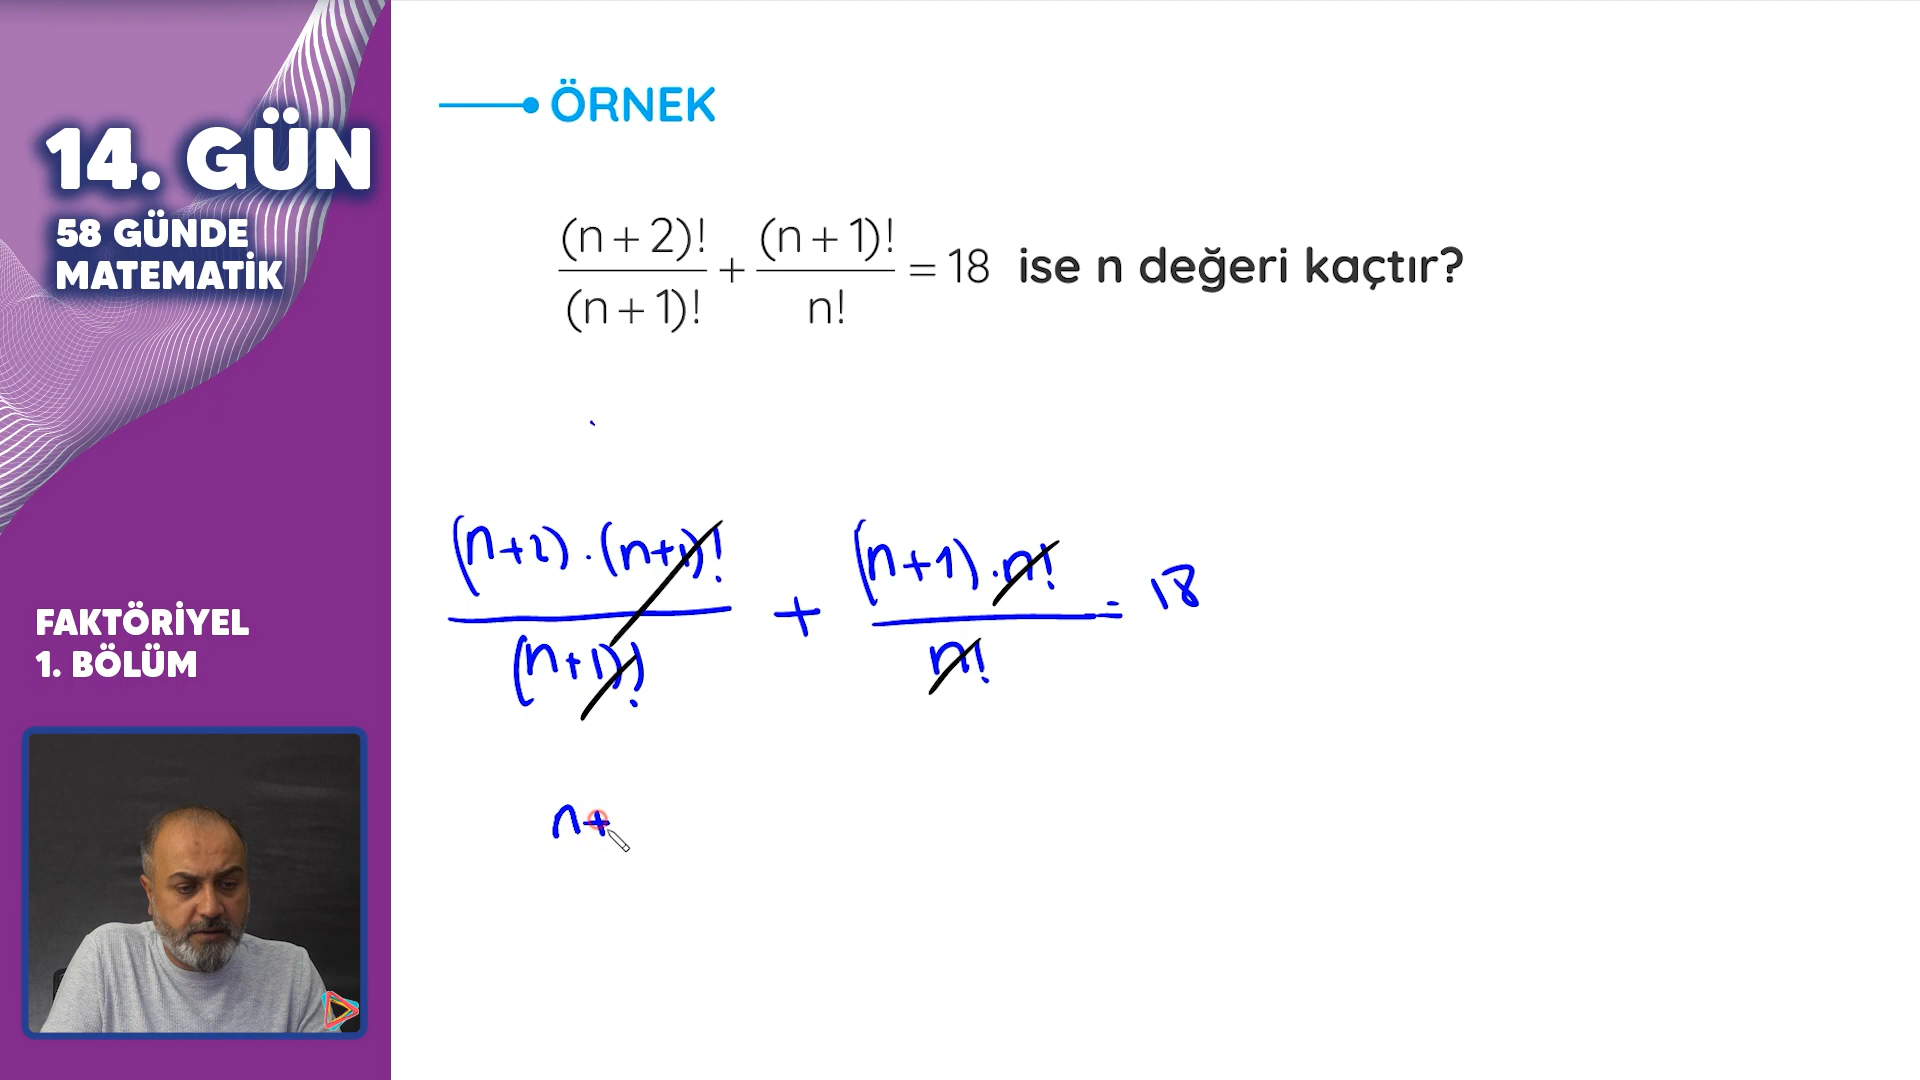 14. GÜN
58 GÜNDE
MATEMATİK
FAKTÖRİYEL
1. BÖLÜM
ÖRNEK
(n + 2)!/(n + 1)! + (n + 1)!/n! = 18 ise n değeri kaçtır?
(n+2) · (n+1)!/(n+1)! + (n+1) · n!/n! = 18
n+